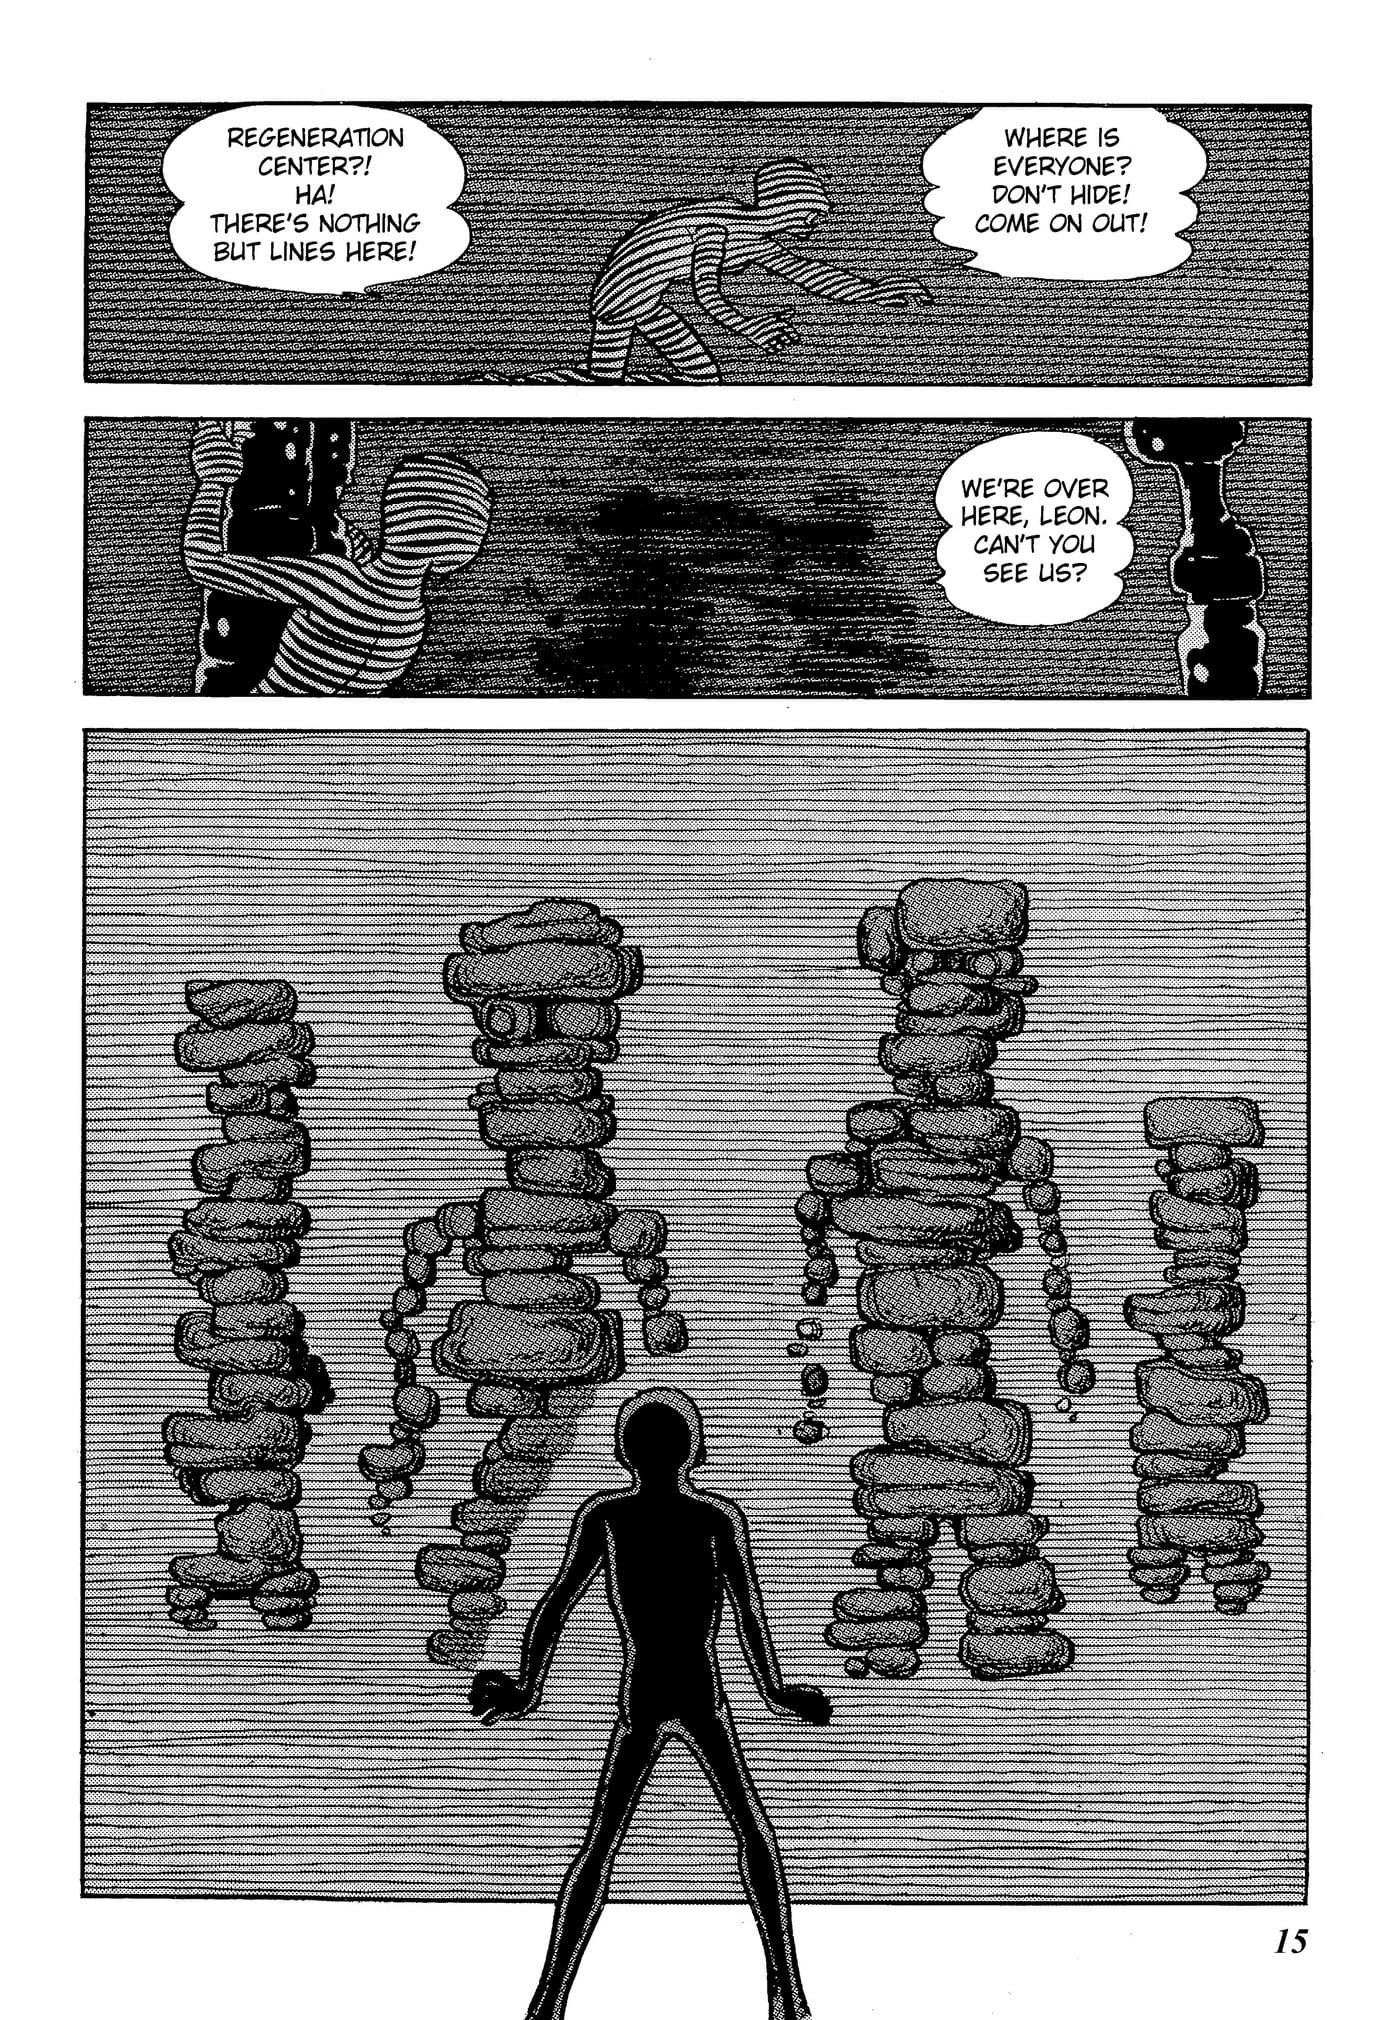 REGENERATION
CENTER?!
HA!
THERE'S NOTHING
BUT LINES HERE!
WHERE IS
EVERYONE?
DON'T HIDE!
COME ON OUT!
WE'RE OVER
HERE, LEON.
CAN'T YOU
SEE US?
15